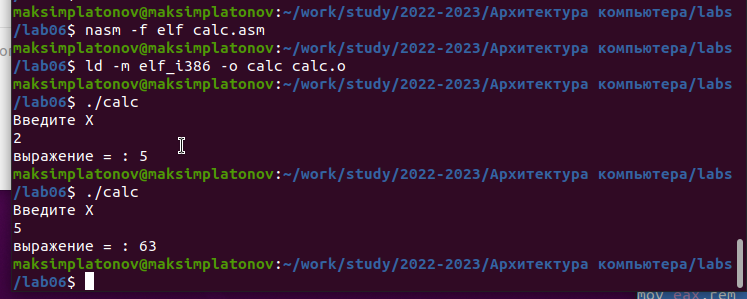 maksimplatonov@maksimplatonov:~/work/study/2022-2023/Архитектура компьютера/labs
/lab06$ nasm -f elf calc.asm
maksimplatonov@maksimplatonov:~/work/study/2022-2023/Архитектура компьютера/labs
/lab06$ ld -m elf_i386 -o calc calc.o
maksimplatonov@maksimplatonov:~/work/study/2022-2023/Архитектура компьютера/labs
/lab06$ ./calc
Введите X
2
выражение = : 5
maksimplatonov@maksimplatonov:~/work/study/2022-2023/Архитектура компьютера/labs
/lab06$ ./calc
Введите X
5
выражение = : 63
maksimplatonov@maksimplatonov:~/work/study/2022-2023/Архитектура компьютера/labs
/lab06$
mov eax,rem